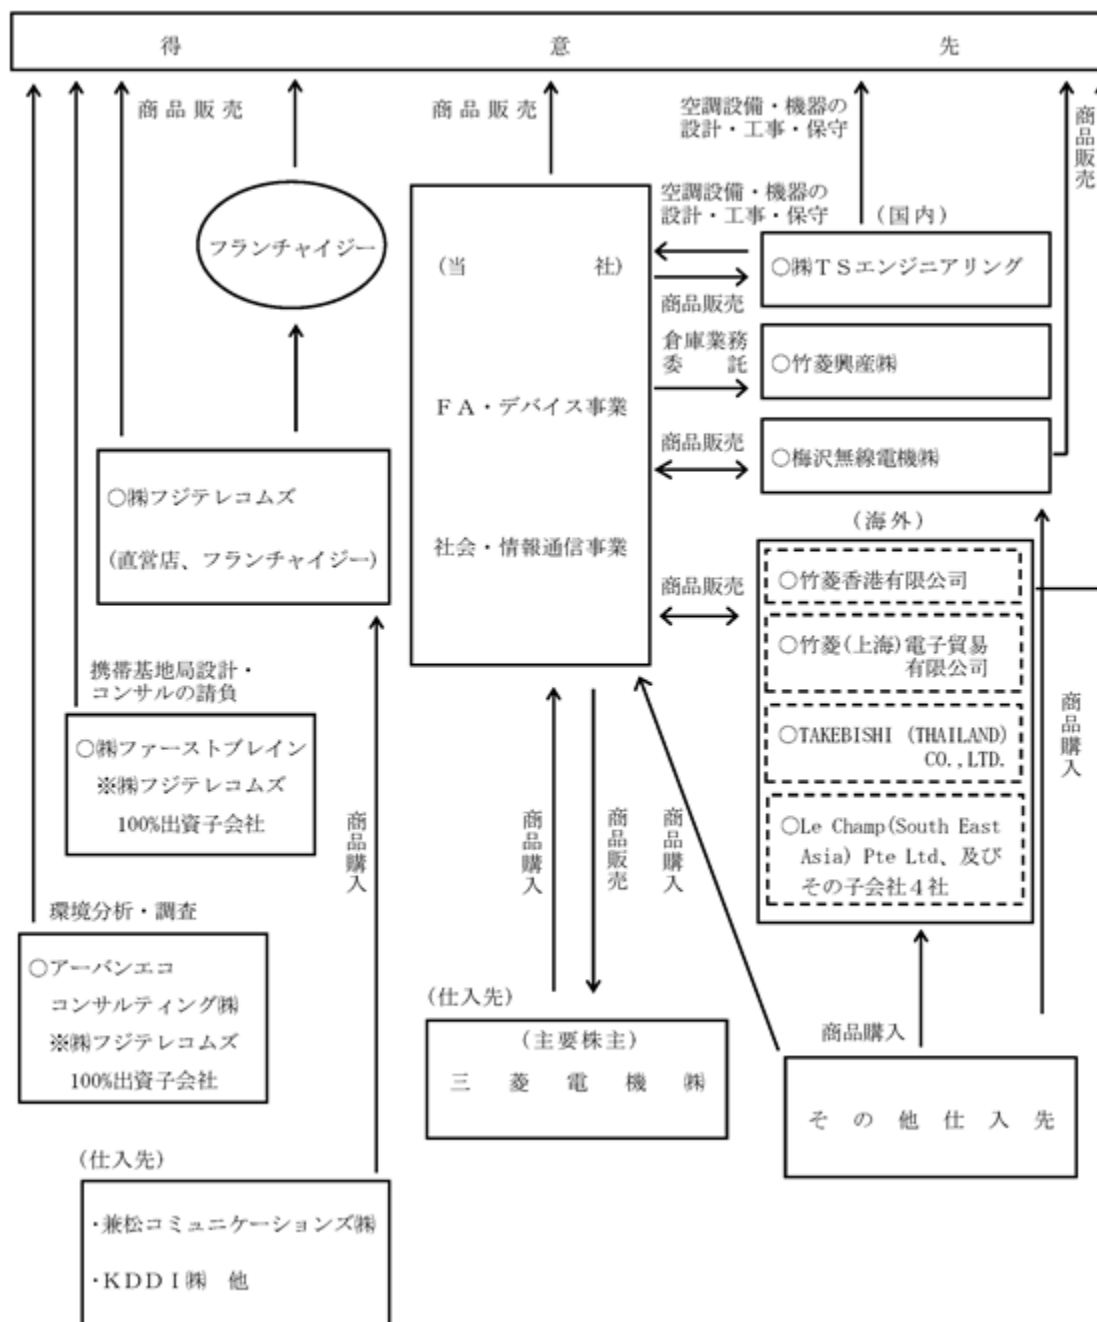 得意先
商品販売
商品販売
空調設備・機器の
設計・工事・保守
商品販売
フランチャイジー
(当社)
FA・デバイス事業
社会・情報通信事業
空調設備・機器の
設計・工事・保守
(国内)
○㈱TSエンジニアリング
商品販売
倉庫業務
委託
○竹菱興産㈱
商品販売
○梅沢無線電機㈱
(海外)
商品販売
○竹菱香港有限公司
○竹菱(上海)電子貿易
有限公司
○TAKEBISHI (THAILAND)
CO.,LTD.
○Le Champ(South East
Asia) Pte Ltd、及び
その子会社4社
商品購入
○㈱フジテレコムズ
(直営店、フランチャイジー)
携帯基地局設計・
コンサルの請負
○㈱ファーストブレイン
※㈱フジテレコムズ
100%出資子会社
商品購入
商品購入
商品販売
商品購入
環境分析・調査
○アーバンエコ
コンサルティング㈱
※㈱フジテレコムズ
100%出資子会社
(仕入先)
(主要株主)
三菱電機㈱
商品購入
その他仕入先
(仕入先)
・兼松コミュニケーションズ㈱
・KDDI㈱ 他